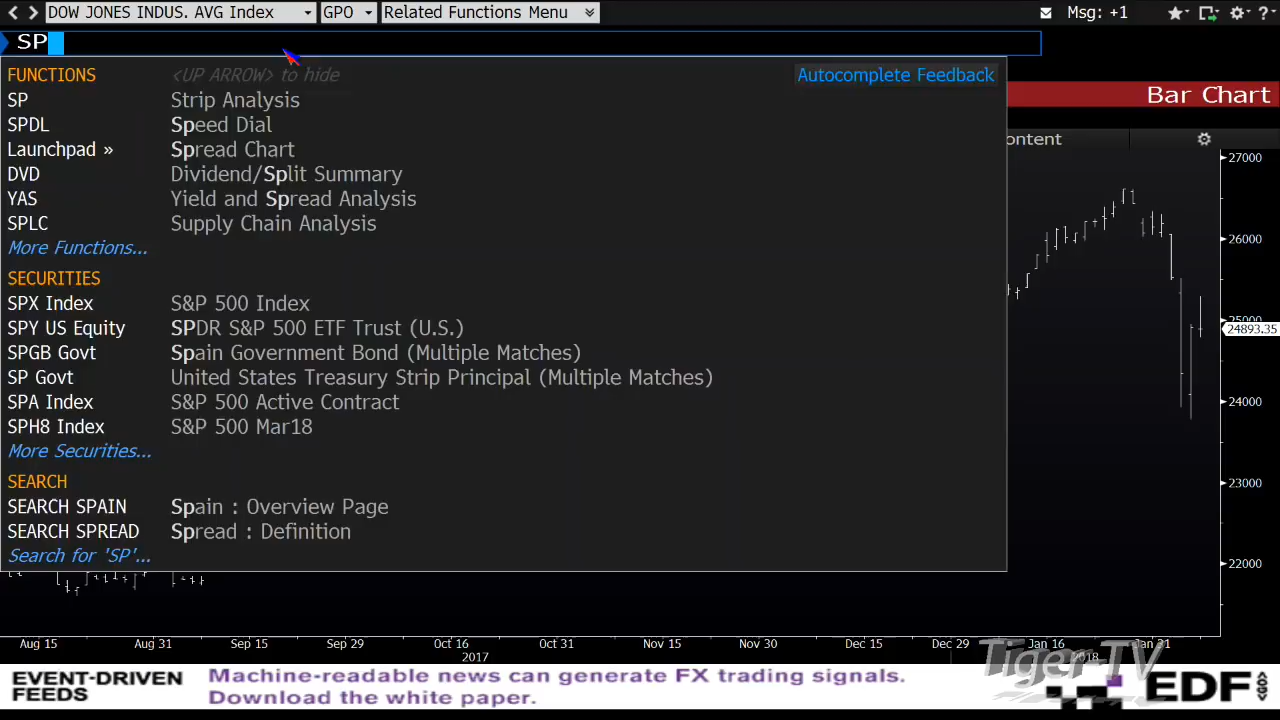 DOW JONES INDUS. AVG Index GPO Related Functions Menu Msg: +1 ?
SP
FUNCTIONS <UP ARROW> to hide Autocomplete Feedback
SP Strip Analysis
SPDL Speed Dial
Launchpad » Spread Chart
DVD Dividend/Split Summary
YAS Yield and Spread Analysis
SPLC Supply Chain Analysis
More Functions...
SECURITIES
SPX Index S&P 500 Index
SPY US Equity SPDR S&P 500 ETF Trust (U.S.)
SPGB Govt Spain Government Bond (Multiple Matches)
SP Govt United States Treasury Strip Principal (Multiple Matches)
SPA Index S&P 500 Active Contract
SPH8 Index S&P 500 Mar18
More Securities...
SEARCH
SEARCH SPAIN Spain : Overview Page
SEARCH SPREAD Spread : Definition
Search for 'SP'...
Bar Chart
ontent
27000
26000
25000
24893.35
24000
23000
22000
Aug 15 Aug 31 Sep 15 Sep 29 Oct 16 Oct 31 Nov 15 Nov 30 Dec 15 Dec 29 Jan 16 Jan 31
2017 2018
TigerTV
EVENT-DRIVEN FEEDS
Machine-readable news can generate FX trading signals.
Download the white paper.
EDF